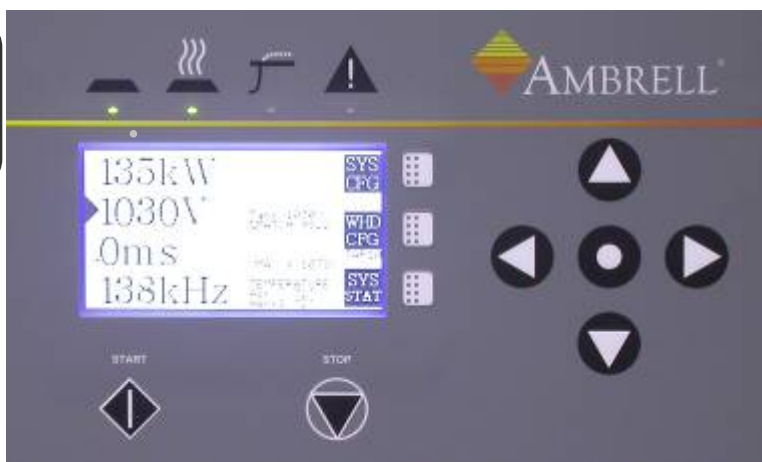 AMBRELL
135kW
1030V
.0ms
138kHz
SYS
CFG
WHD
CFG
SYS
STAT
START
STOP